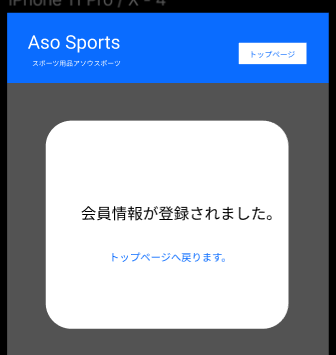 iPhone 11 Pro / X - 4
Aso Sports
トップページ
スポーツ用品アソウスポーツ
会員情報が登録されました。
トップページへ戻ります。